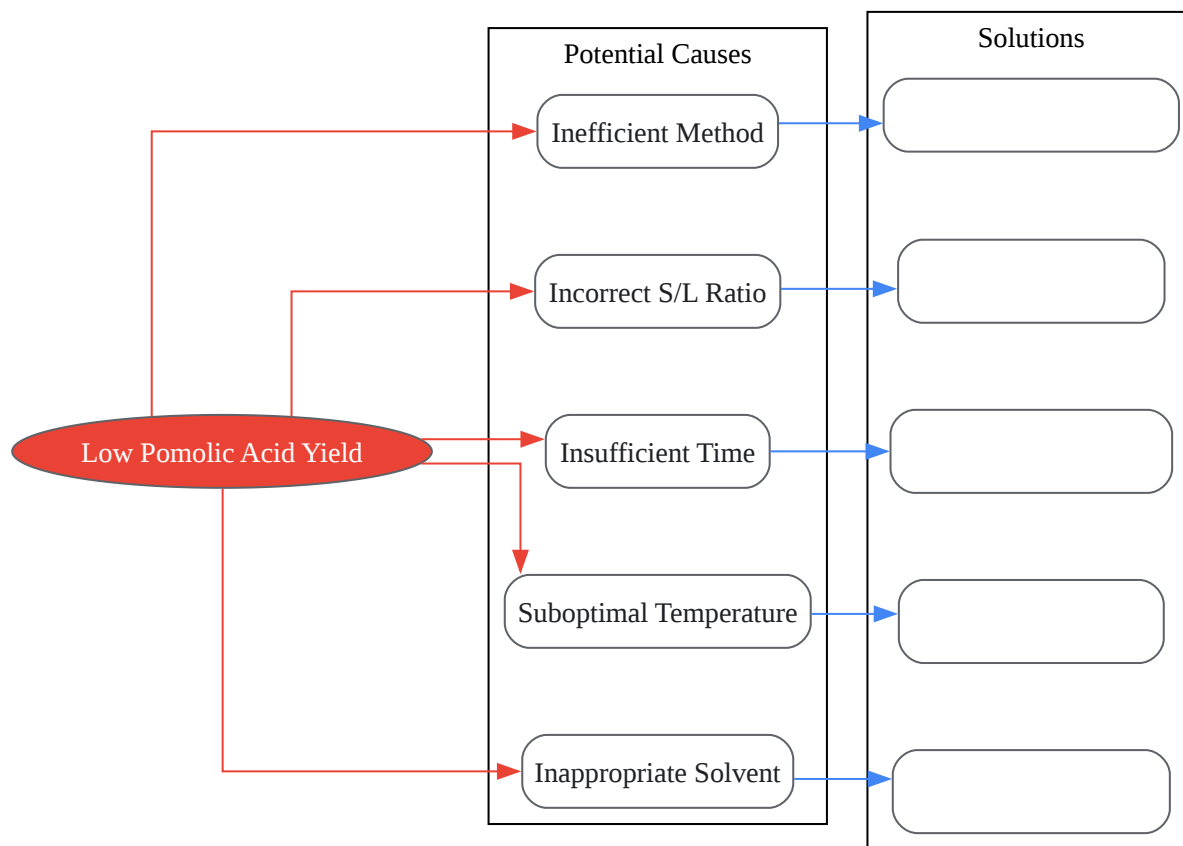 Solutions
Potential Causes
Inefficient Method
Incorrect S/L Ratio
Low Pomolic Acid Yield
Insufficient Time
Suboptimal Temperature
Inappropriate Solvent